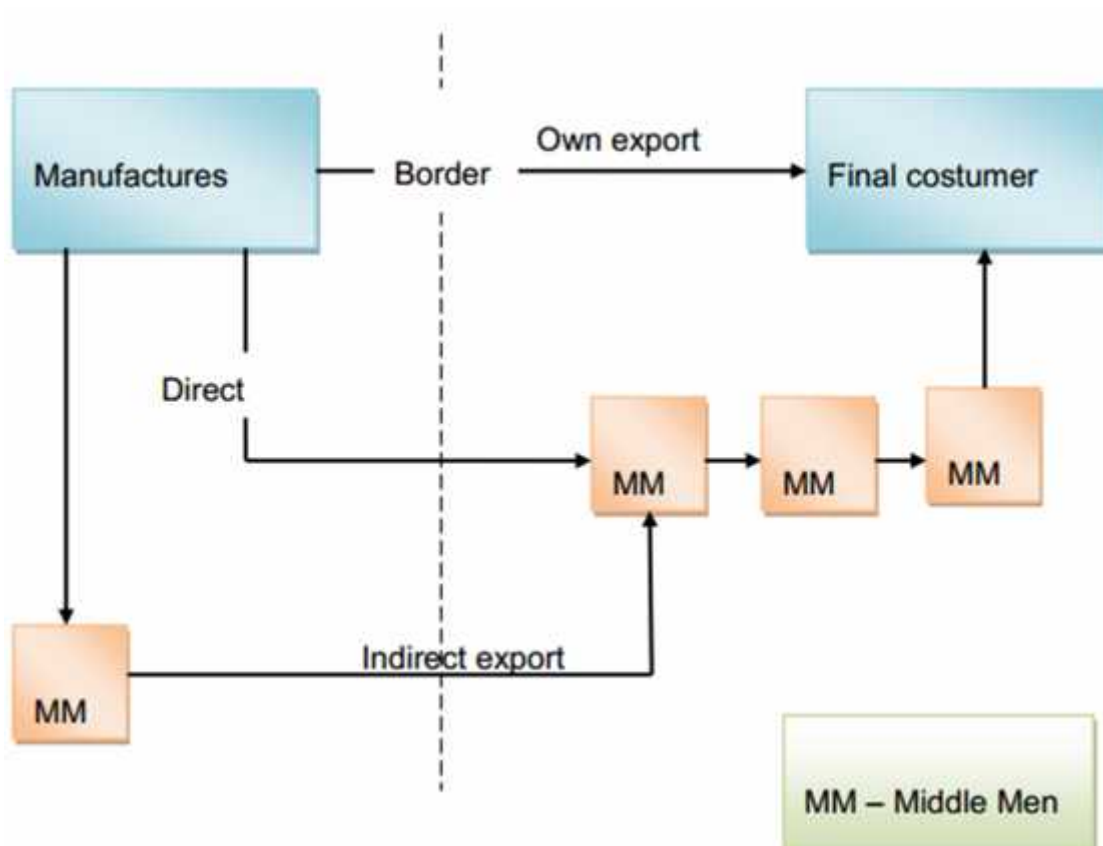 Own export
Manufactures
Border
Final costumer
Direct
MM
MM
MM
Indirect export
MM
MM – Middle Men